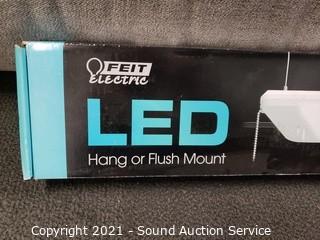 FEIT
Electric
LED
Hang or Flush Mount
Copyright 2021 - Sound Auction Service